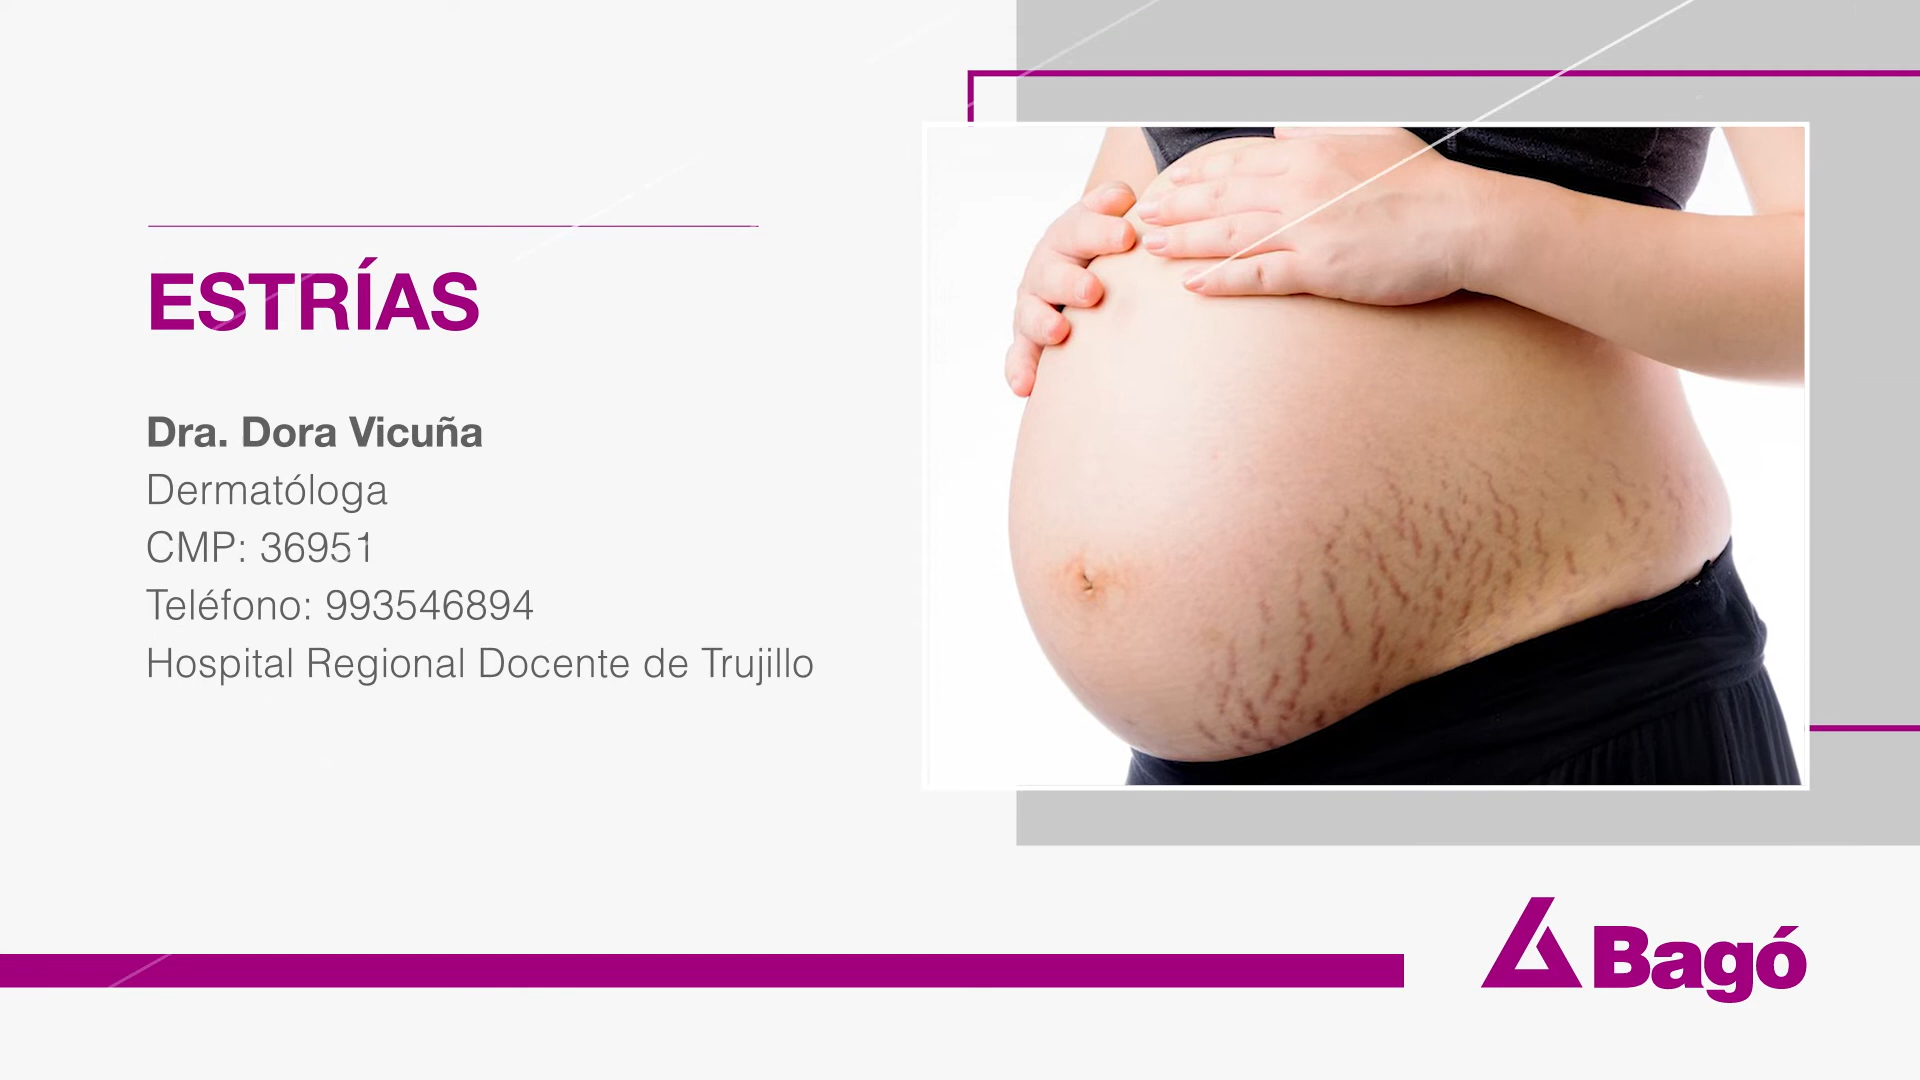 ESTRÍAS
Dra. Dora Vicuña
Dermatóloga
CMP: 36951
Teléfono: 993546894
Hospital Regional Docente de Trujillo
Bagó